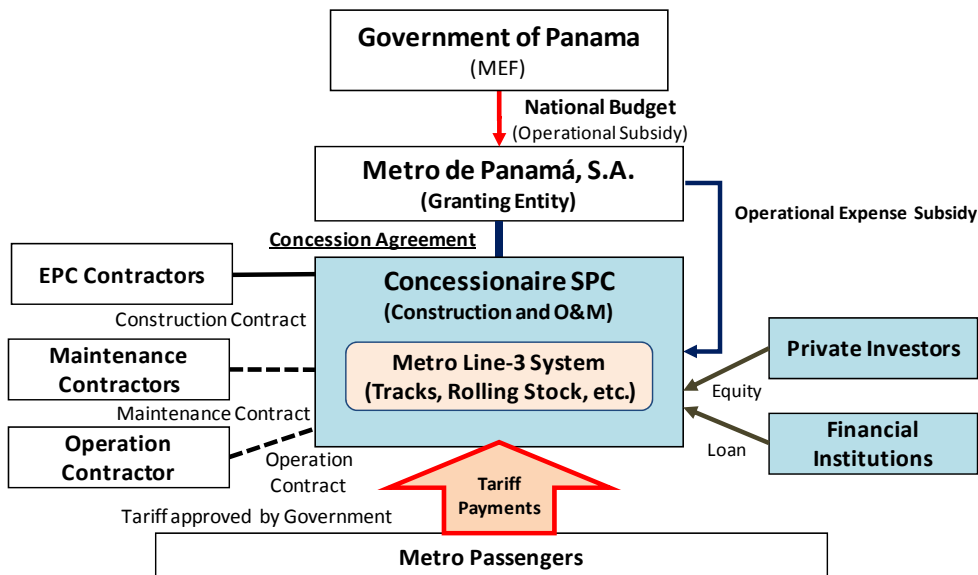 Government of Panama
(MEF)
National Budget
(Operational Subsidy)
Metro de Panamá, S.A.
(Granting Entity)
Operational Expense Subsidy
Concession Agreement
EPC Contractors
Concessionaire SPC
(Construction and O&M)
Construction Contract
Maintenance
Contractors
Metro Line-3 System
(Tracks, Rolling Stock, etc.)
Private Investors
Equity
Maintenance Contract
Operation
Contractor
Operation
Contract
Loan
Financial
Institutions
Tariff
Payments
Tariff approved by Government
Metro Passengers